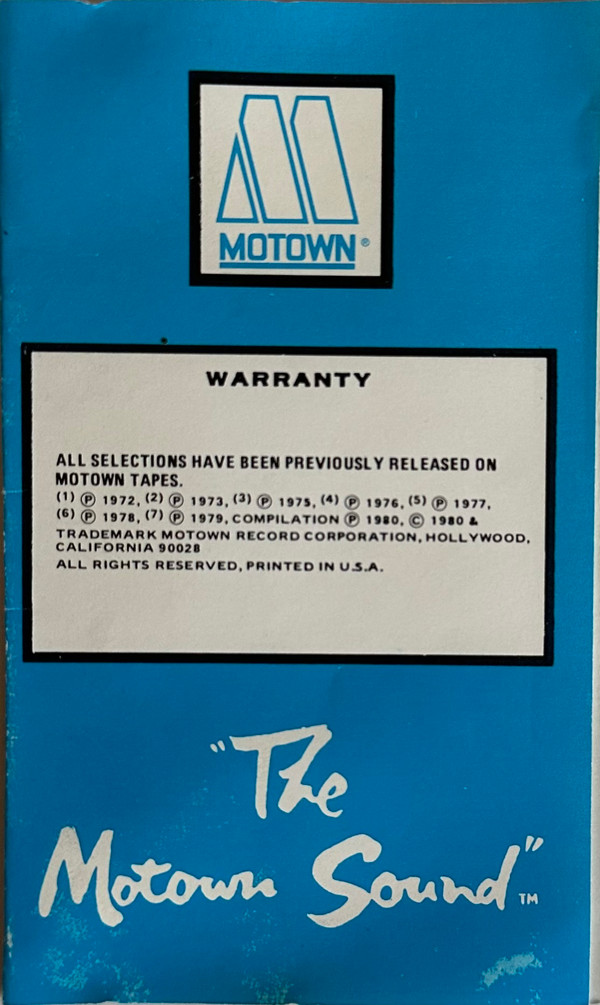 MOTOWN®
WARRANTY
ALL SELECTIONS HAVE BEEN PREVIOUSLY RELEASED ON
MOTOWN TAPES.
(1) ℗ 1972, (2) ℗ 1973, (3) ℗ 1975, (4) ℗ 1976, (5) ℗ 1977,
(6) ℗ 1978, (7) ℗ 1979, COMPILATION ℗ 1980, © 1980 &
TRADEMARK MOTOWN RECORD CORPORATION, HOLLYWOOD,
CALIFORNIA 90028
ALL RIGHTS RESERVED, PRINTED IN U.S.A.
"The
Motown Sound"™